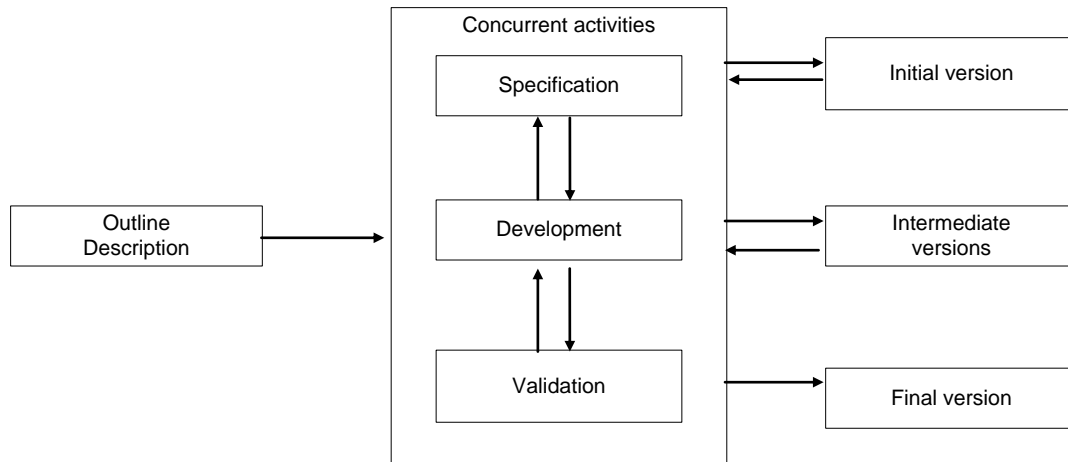 Concurrent activities
Specification
Initial version
Outline
Description
Development
Intermediate
versions
Validation
Final version